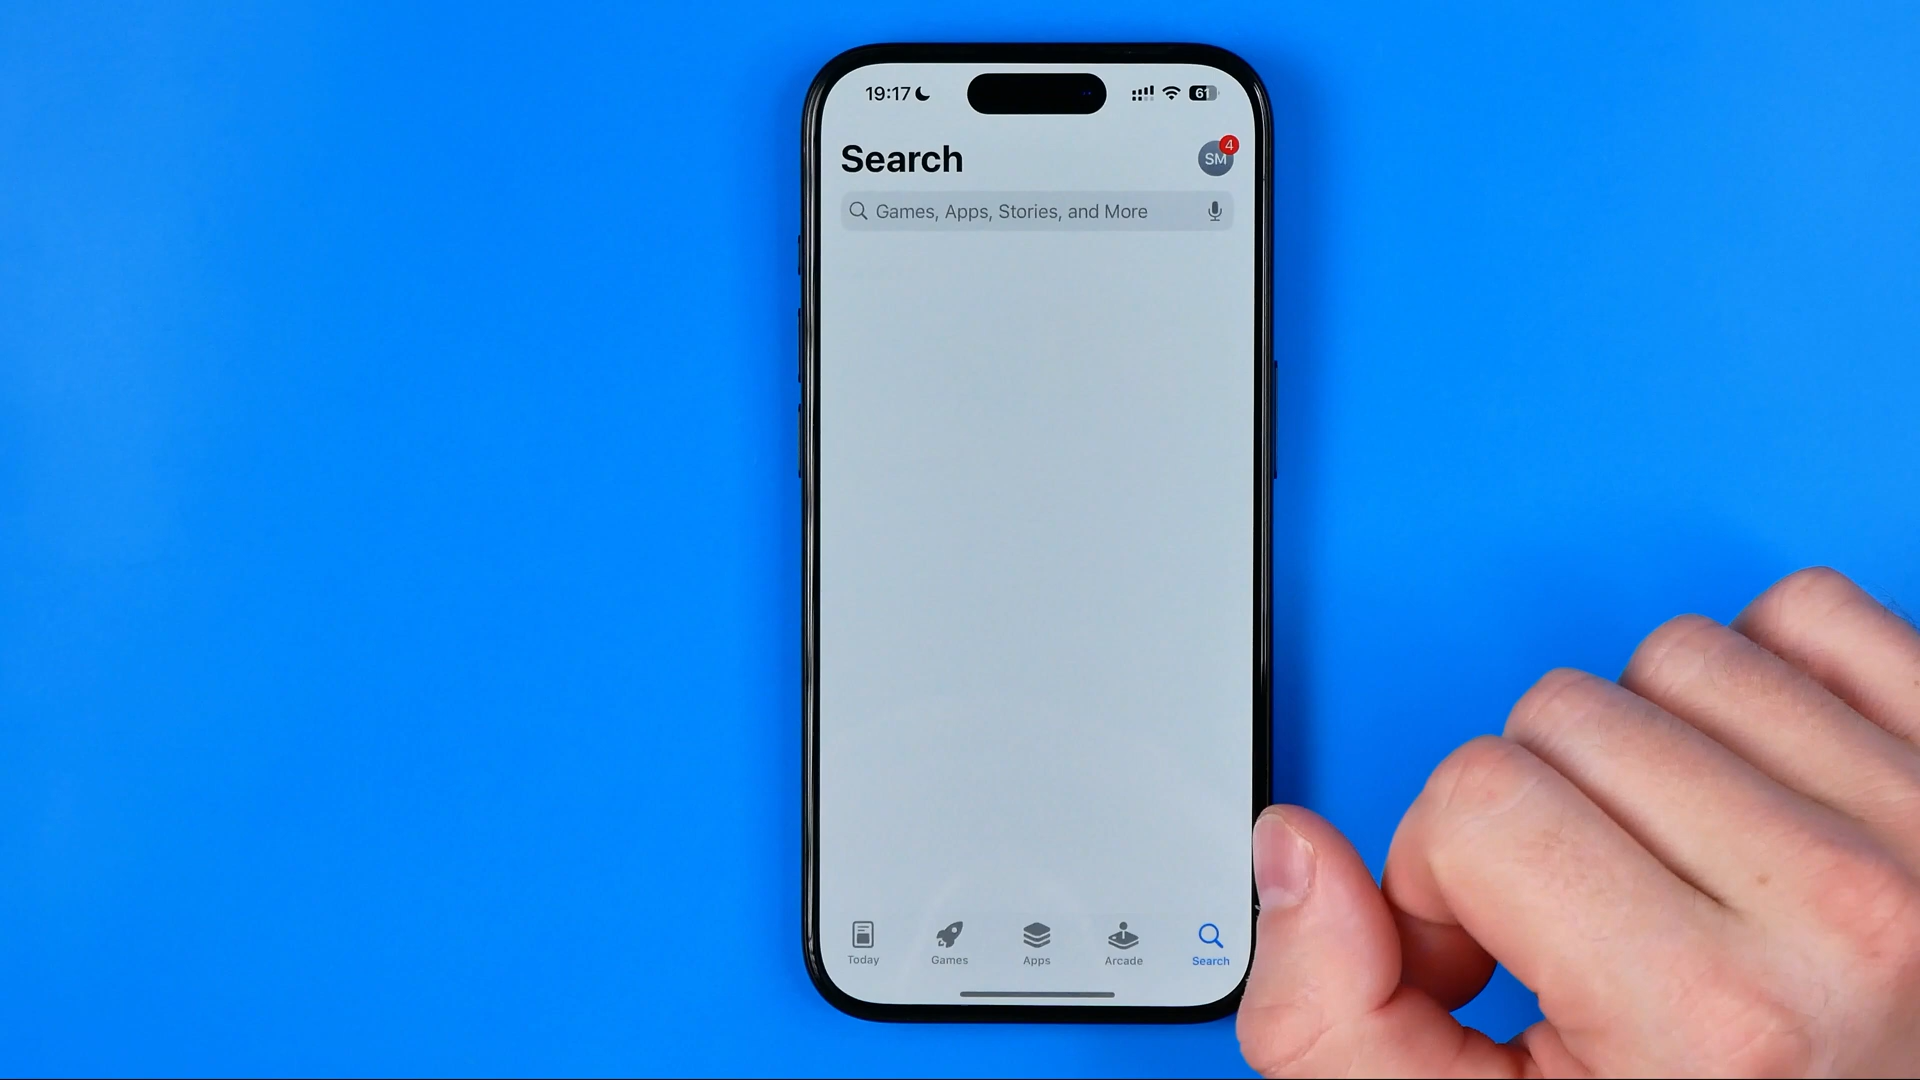 19:17
61
Search
SM
4
Games, Apps, Stories, and More
Today
Games
Apps
Arcade
Search